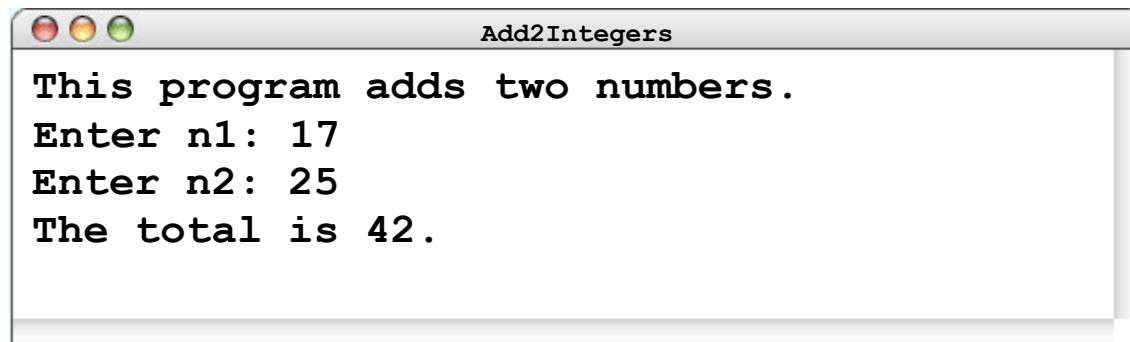 Add2Integers
This program adds two numbers.
Enter n1: 17
Enter n2: 25
The total is 42.